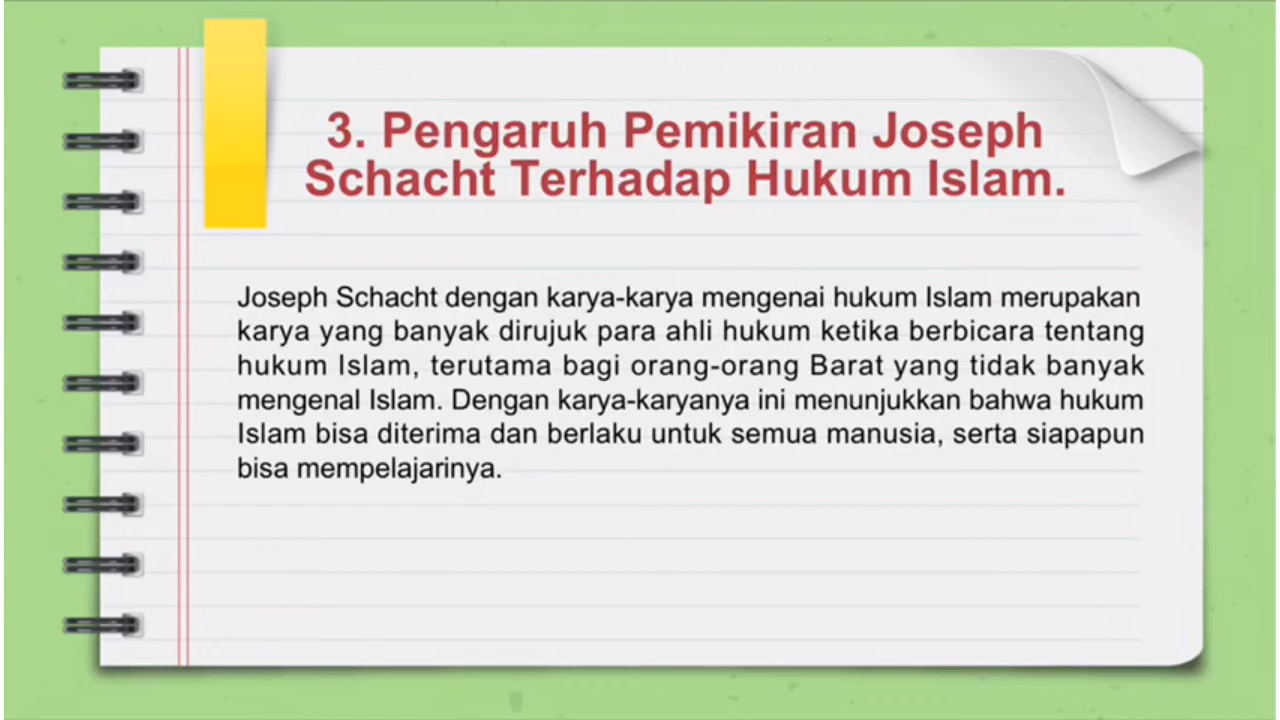 3. Pengaruh Pemikiran Joseph
Schacht Terhadap Hukum Islam.
Joseph Schacht dengan karya-karya mengenai hukum Islam merupakan
karya yang banyak dirujuk para ahli hukum ketika berbicara tentang
hukum Islam, terutama bagi orang-orang Barat yang tidak banyak
mengenal Islam. Dengan karya-karyanya ini menunjukkan bahwa hukum
Islam bisa diterima dan berlaku untuk semua manusia, serta siapapun
bisa mempelajarinya.